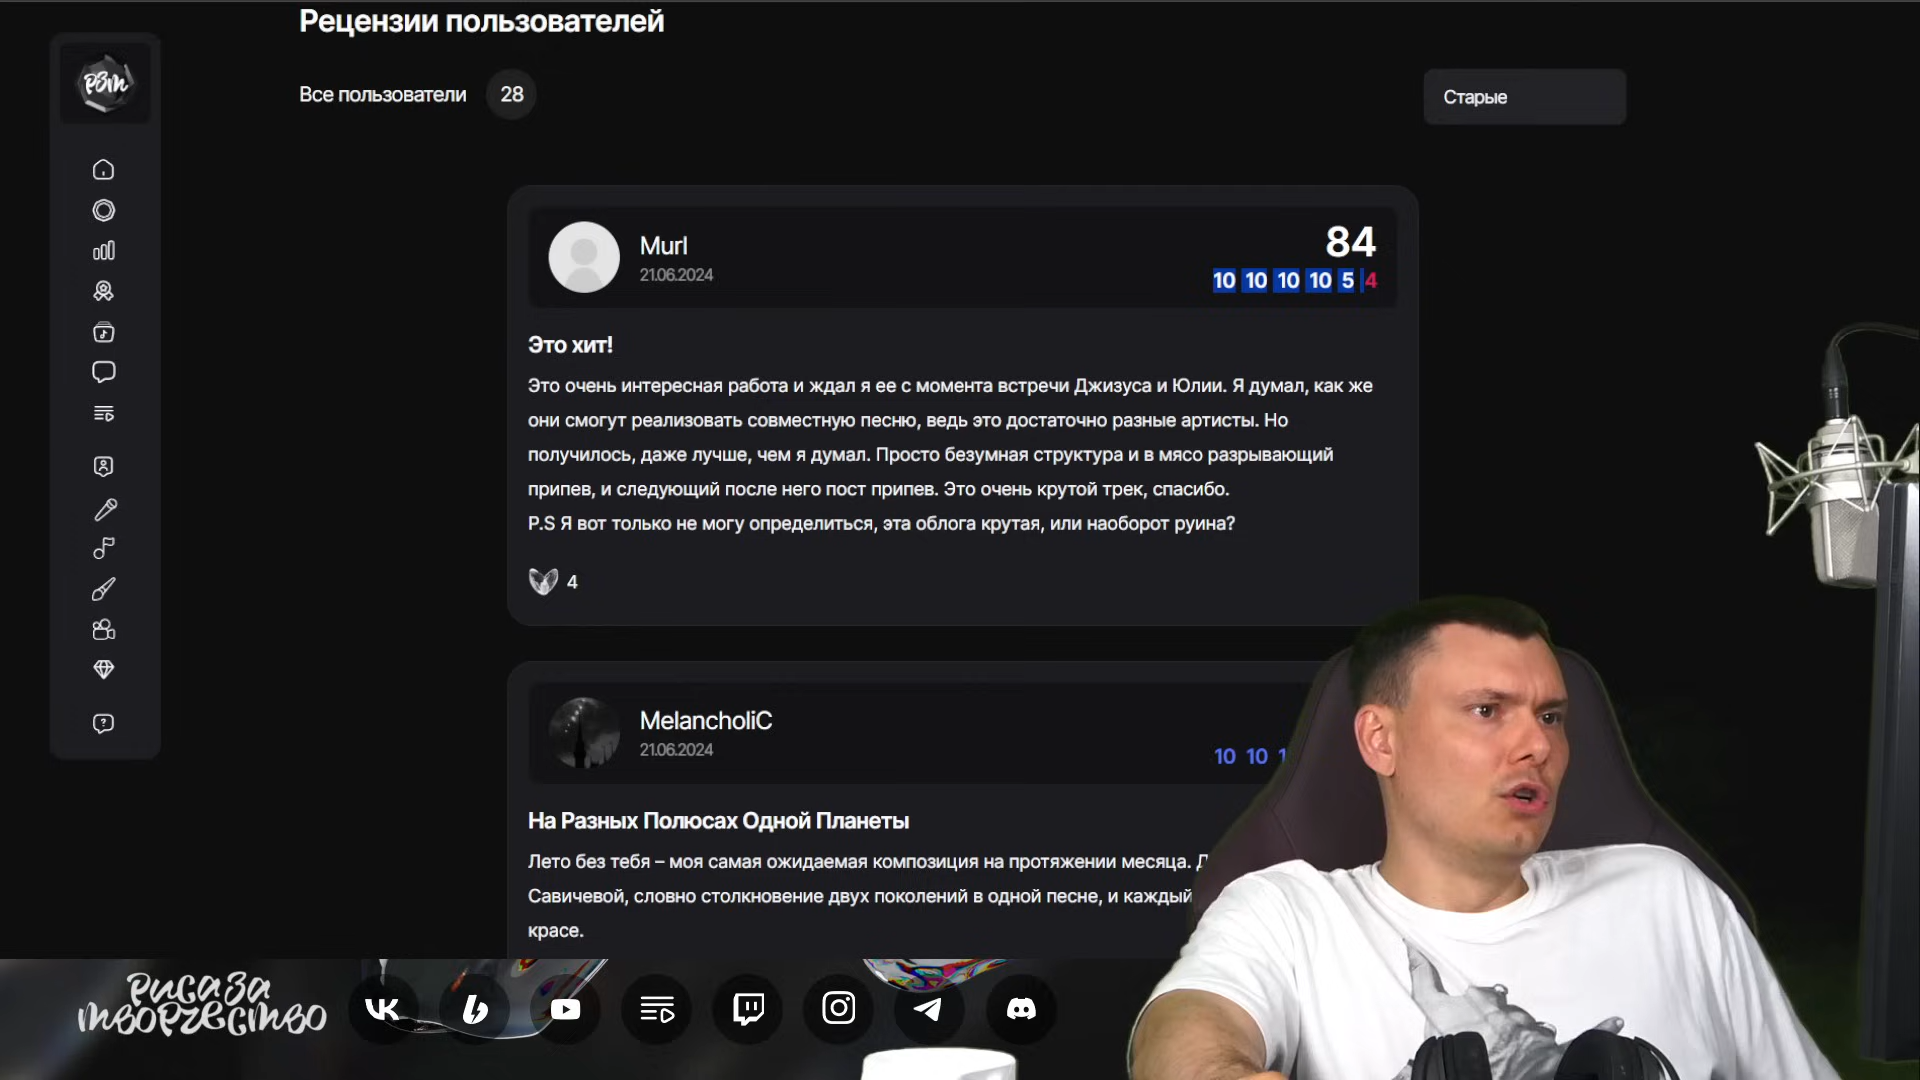 Рецензии пользователей
РЗТ
Все пользователи 28
Старые
Murl
21.06.2024
84
10 10 10 10 5 4
Это хит!
Это очень интересная работа и ждал я ее с момента встречи Джизуса и Юлии. Я думал, как же
они смогут реализовать совместную песню, ведь это достаточно разные артисты. Но
получилось, даже лучше, чем я думал. Просто безумная структура и в мясо разрывающий
припев, и следующий после него пост припев. Это очень крутой трек, спасибо.
P.S Я вот только не могу определиться, эта облога крутая, или наоборот руина?
4
MelancholiC
21.06.2024
10 10 1
На Разных Полюсах Одной Планеты
Лето без тебя – моя самая ожидаемая композиция на протяжении месяца. Д
Савичевой, словно столкновение двух поколений в одной песне, и каждый
красе.
риса за
творчество